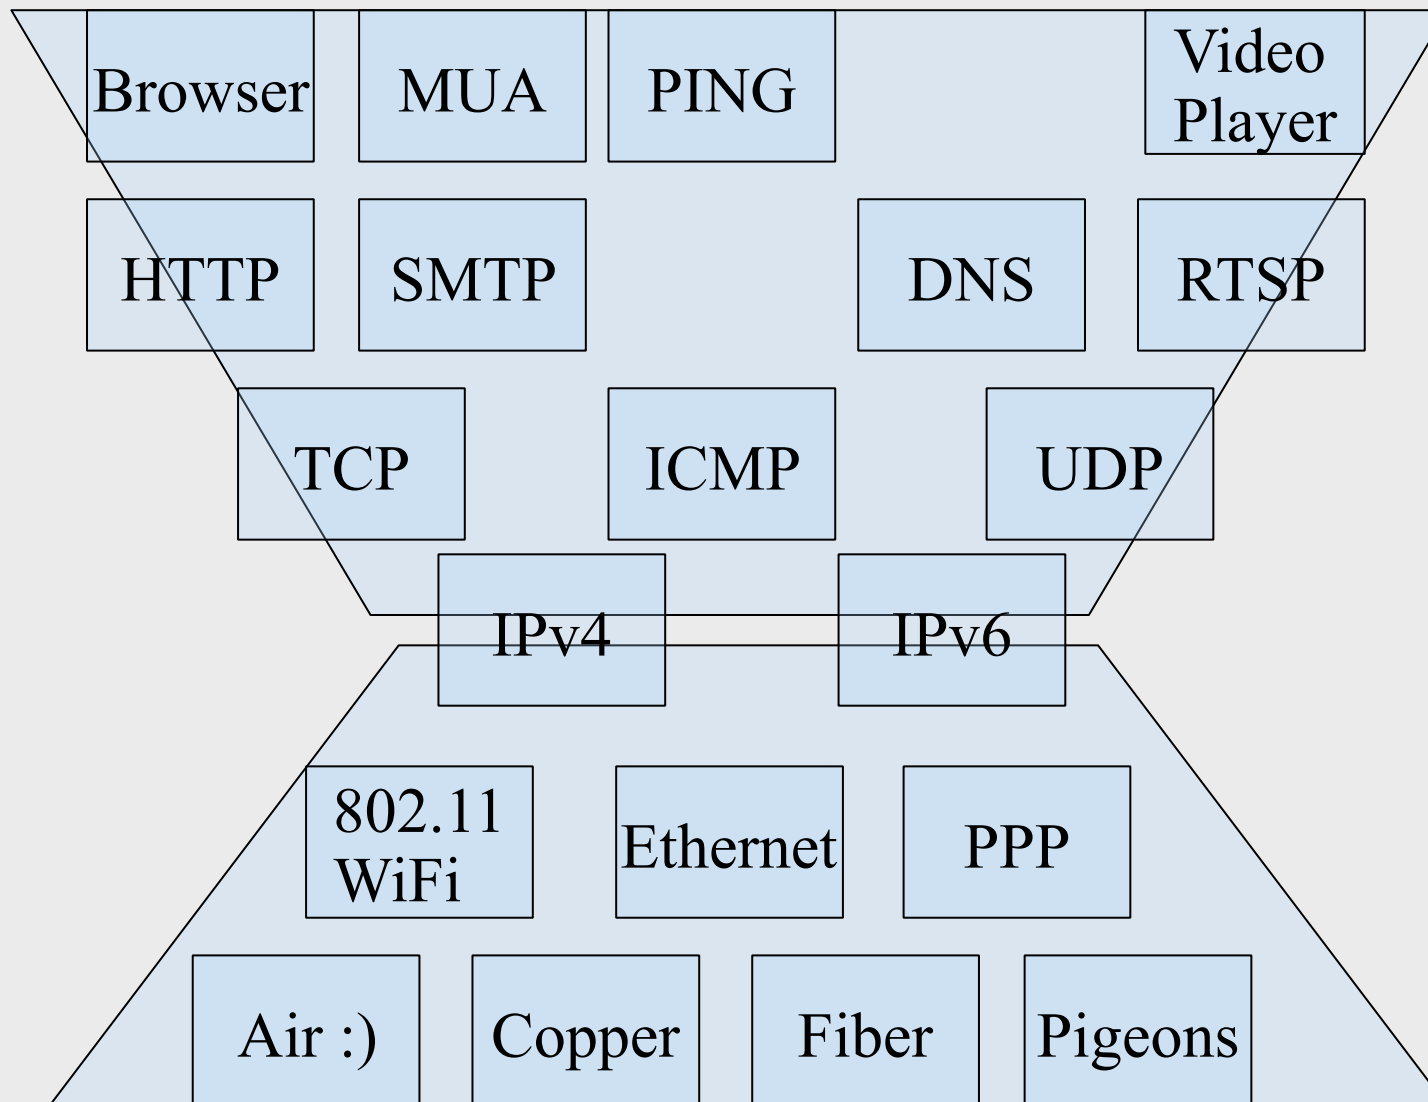 Browser
MUA
PING
Video
Player
HTTP
SMTP
DNS
RTSP
TCP
ICMP
UDP
IPv4
IPv6
802.11
WiFi
Ethernet
PPP
Air :)
Copper
Fiber
Pigeons